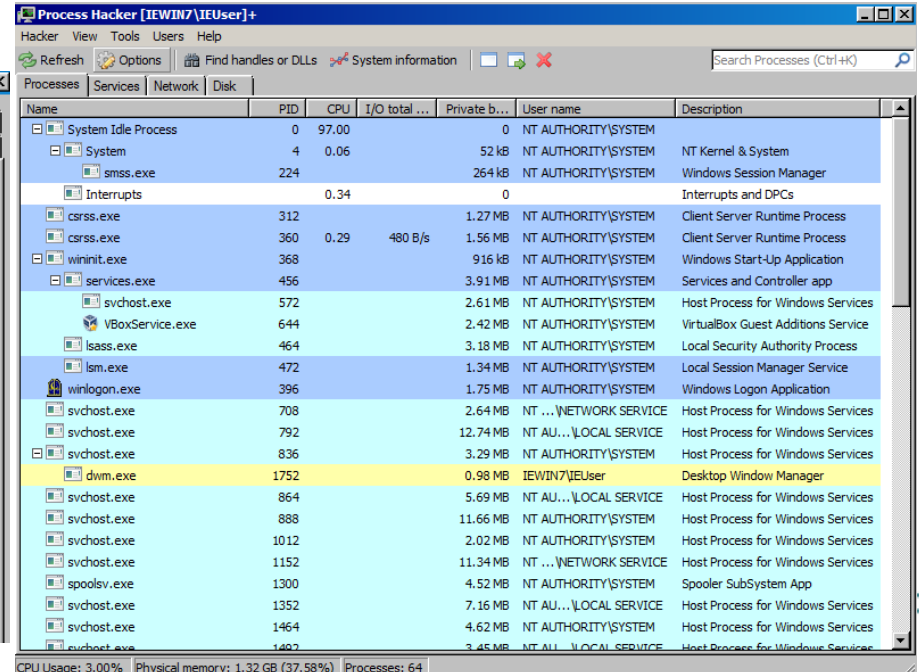 Process Hacker [IEWIN7\IEUser]+
Hacker View Tools Users Help
Refresh Options Find handles or DLLs System information Search Processes (Ctrl+K)
Processes Services Network Disk
Name PID CPU I/O total ... Private b... User name Description
System Idle Process 0 97.00 0 NT AUTHORITY\SYSTEM
System 4 0.06 52 kB NT AUTHORITY\SYSTEM NT Kernel & System
smss.exe 224 264 kB NT AUTHORITY\SYSTEM Windows Session Manager
Interrupts 0.34 0 Interrupts and DPCs
csrss.exe 312 1.27 MB NT AUTHORITY\SYSTEM Client Server Runtime Process
csrss.exe 360 0.29 480 B/s 1.56 MB NT AUTHORITY\SYSTEM Client Server Runtime Process
wininit.exe 368 916 kB NT AUTHORITY\SYSTEM Windows Start-Up Application
services.exe 456 3.91 MB NT AUTHORITY\SYSTEM Services and Controller app
svchost.exe 572 2.61 MB NT AUTHORITY\SYSTEM Host Process for Windows Services
VBoxService.exe 644 2.42 MB NT AUTHORITY\SYSTEM VirtualBox Guest Additions Service
lsass.exe 464 3.18 MB NT AUTHORITY\SYSTEM Local Security Authority Process
lsm.exe 472 1.34 MB NT AUTHORITY\SYSTEM Local Session Manager Service
winlogon.exe 396 1.75 MB NT AUTHORITY\SYSTEM Windows Logon Application
svchost.exe 708 2.64 MB NT ...\NETWORK SERVICE Host Process for Windows Services
svchost.exe 792 12.74 MB NT AU...\LOCAL SERVICE Host Process for Windows Services
svchost.exe 836 3.29 MB NT AUTHORITY\SYSTEM Host Process for Windows Services
dwm.exe 1752 0.98 MB IEWIN7\IEUser Desktop Window Manager
svchost.exe 864 5.69 MB NT AU...\LOCAL SERVICE Host Process for Windows Services
svchost.exe 888 11.66 MB NT AUTHORITY\SYSTEM Host Process for Windows Services
svchost.exe 1012 2.02 MB NT AUTHORITY\SYSTEM Host Process for Windows Services
svchost.exe 1152 11.34 MB NT ...\NETWORK SERVICE Host Process for Windows Services
spoolsv.exe 1300 4.52 MB NT AUTHORITY\SYSTEM Spooler SubSystem App
svchost.exe 1352 7.16 MB NT AU...\LOCAL SERVICE Host Process for Windows Services
svchost.exe 1464 4.62 MB NT AUTHORITY\SYSTEM Host Process for Windows Services
svchost.exe 1492 3.45 MB NT AU...\LOCAL SERVICE Host Process for Windows Services
CPU Usage: 3.00% Physical memory: 1.32 GB (37.58%) Processes: 64